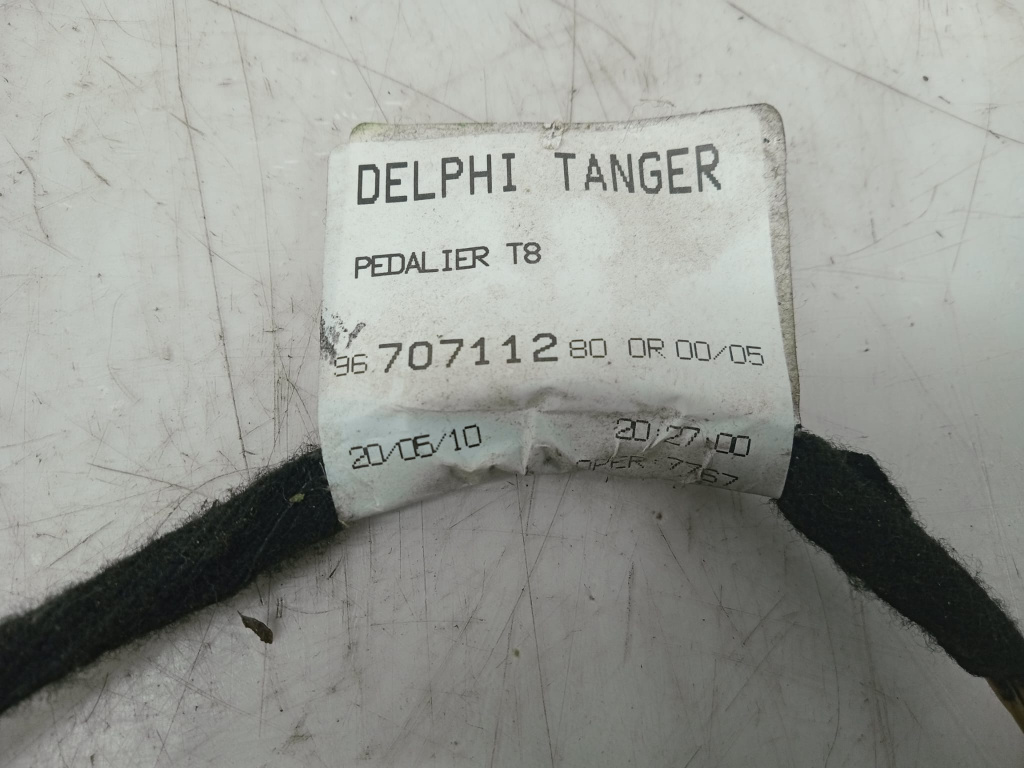 DELPHI TANGER
PEDALIER T8
96 707112 80 OR 00/05
20/05/10 20:27:00
OPER: 7767